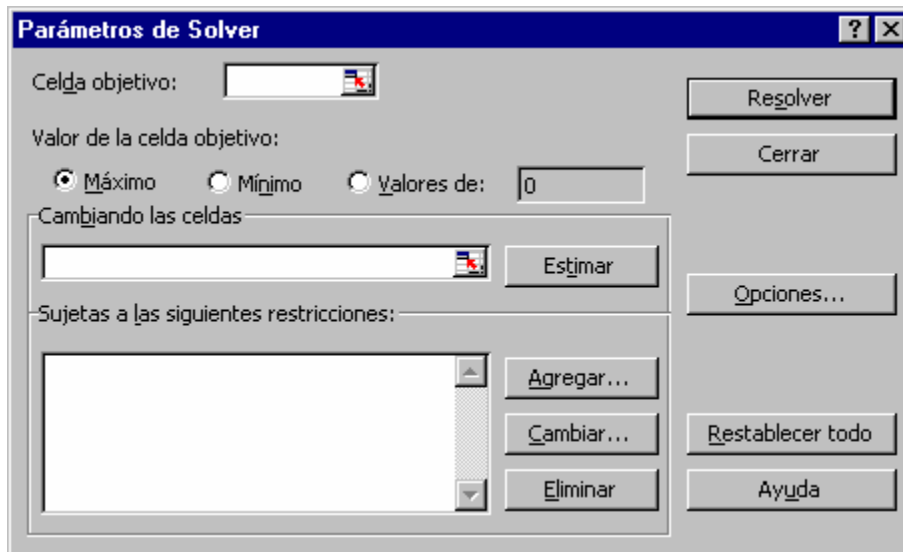 Parámetros de Solver
Celda objetivo:
Resolver
Valor de la celda objetivo:
Cerrar
Máximo Mínimo Valores de: 0
Cambiando las celdas
Estimar
Opciones...
Sujetas a las siguientes restricciones:
Agregar...
Cambiar... Restablecer todo
Eliminar Ayuda